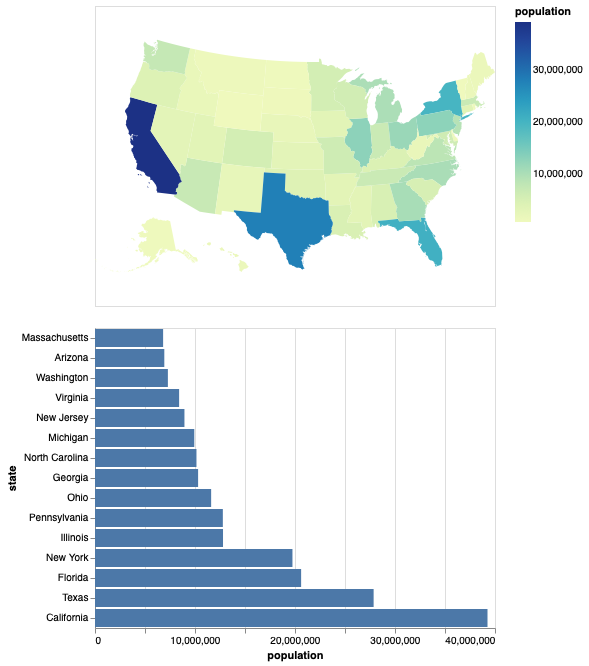 population
30,000,000
20,000,000
10,000,000
state
Massachusetts
Arizona
Washington
Virginia
New Jersey
Michigan
North Carolina
Georgia
Ohio
Pennsylvania
Illinois
New York
Florida
Texas
California
0
10,000,000
20,000,000
30,000,000
40,000,000
population